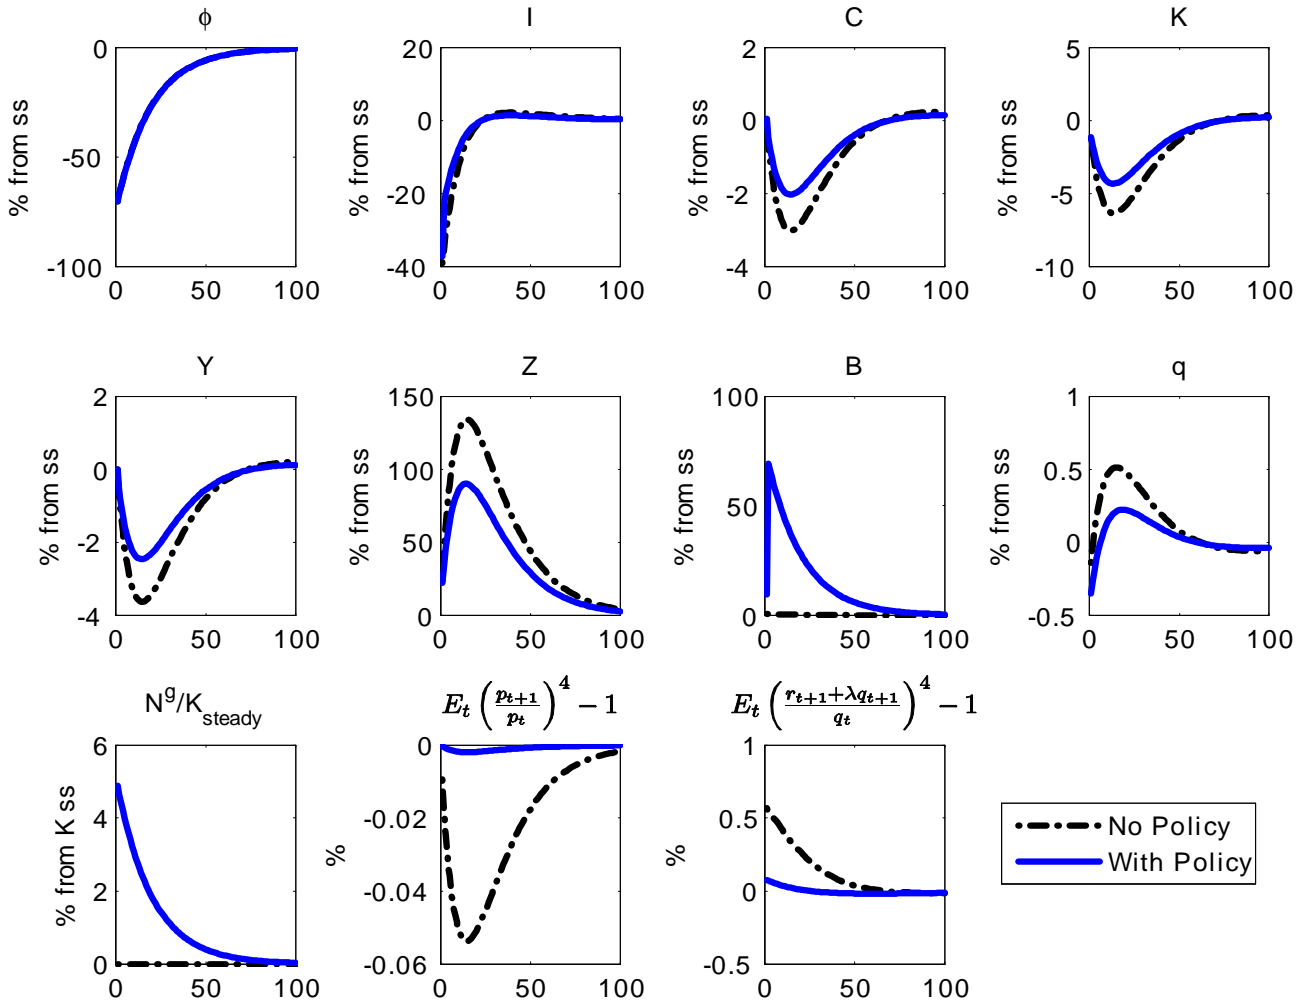 ϕ
I
C
K
% from ss
0
-50
-100
0 50 100
% from ss
20
0
-20
-40
0 50 100
% from ss
2
0
-2
-4
0 50 100
% from ss
5
0
-5
-10
0 50 100
Y
Z
B
q
% from ss
2
0
-2
-4
0 50 100
% from ss
150
100
50
0
0 50 100
% from ss
100
50
0
0 50 100
% from ss
1
0.5
0
-0.5
0 50 100
N^g/K_steady
E_t (p_{t+1}/p_t)^4 − 1
E_t (r_{t+1}+λq_{t+1}/q_t)^4 − 1
% from K ss
6
4
2
0
0 50 100
%
0
-0.02
-0.04
-0.06
0 50 100
%
1
0.5
0
-0.5
0 50 100
No Policy
With Policy